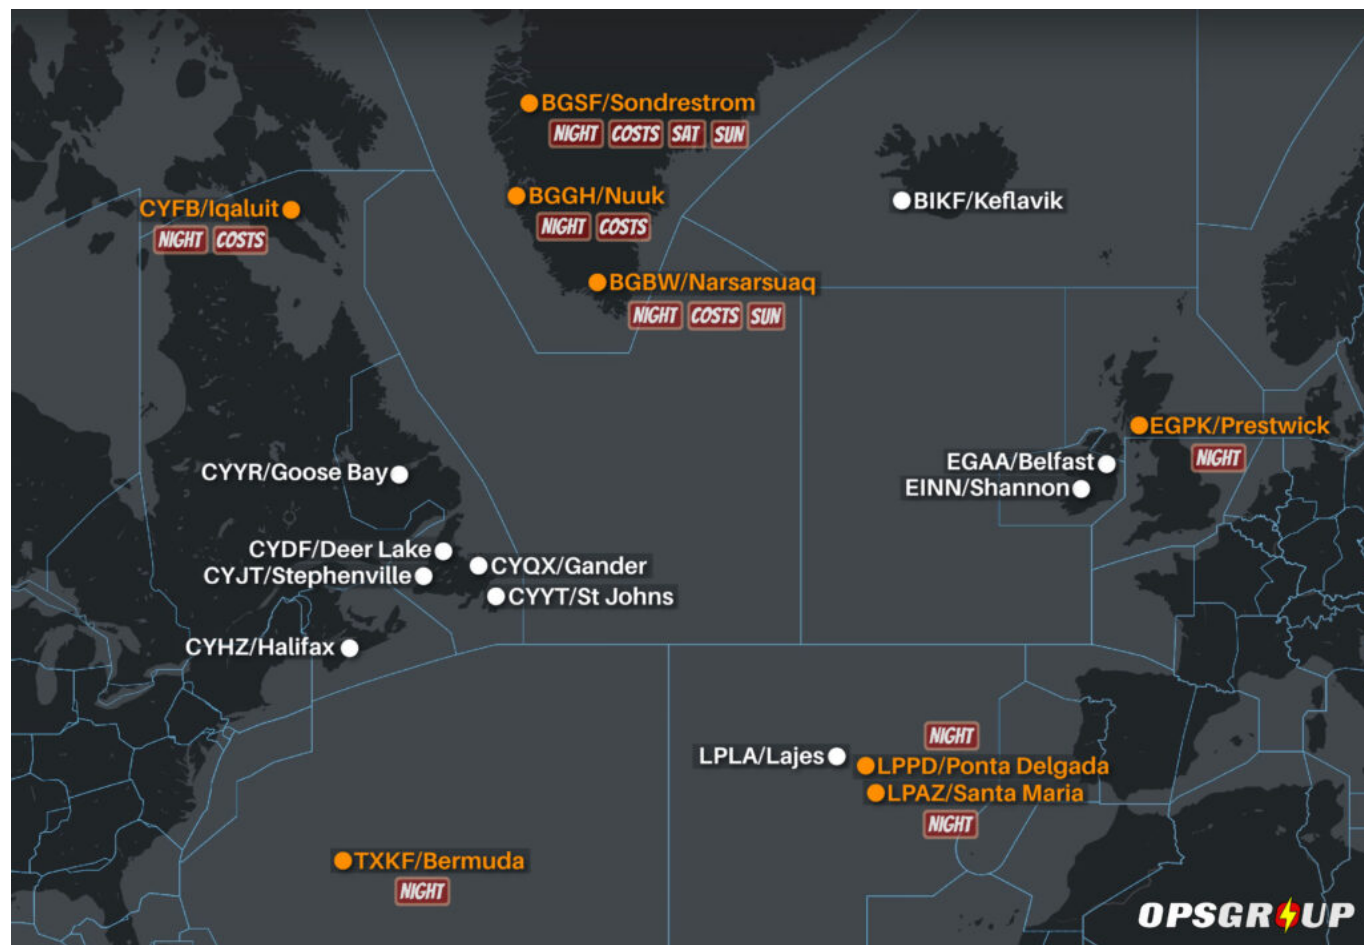 BGSF/Sondrestrom
NIGHT COSTS SAT SUN
BGGH/Nuuk
NIGHT COSTS
BIKF/Keflavik
CYFB/Iqaluit
NIGHT COSTS
BGBW/Narsarsuaq
NIGHT COSTS SUN
EGPK/Prestwick
NIGHT
EGAA/Belfast
EINN/Shannon
CYYR/Goose Bay
CYDF/Deer Lake
CYJT/Stephenville
CYQX/Gander
CYYT/St Johns
CYHZ/Halifax
NIGHT
LPLA/Lajes
LPPD/Ponta Delgada
LPAZ/Santa Maria
NIGHT
TXKF/Bermuda
NIGHT
OPSGROUP